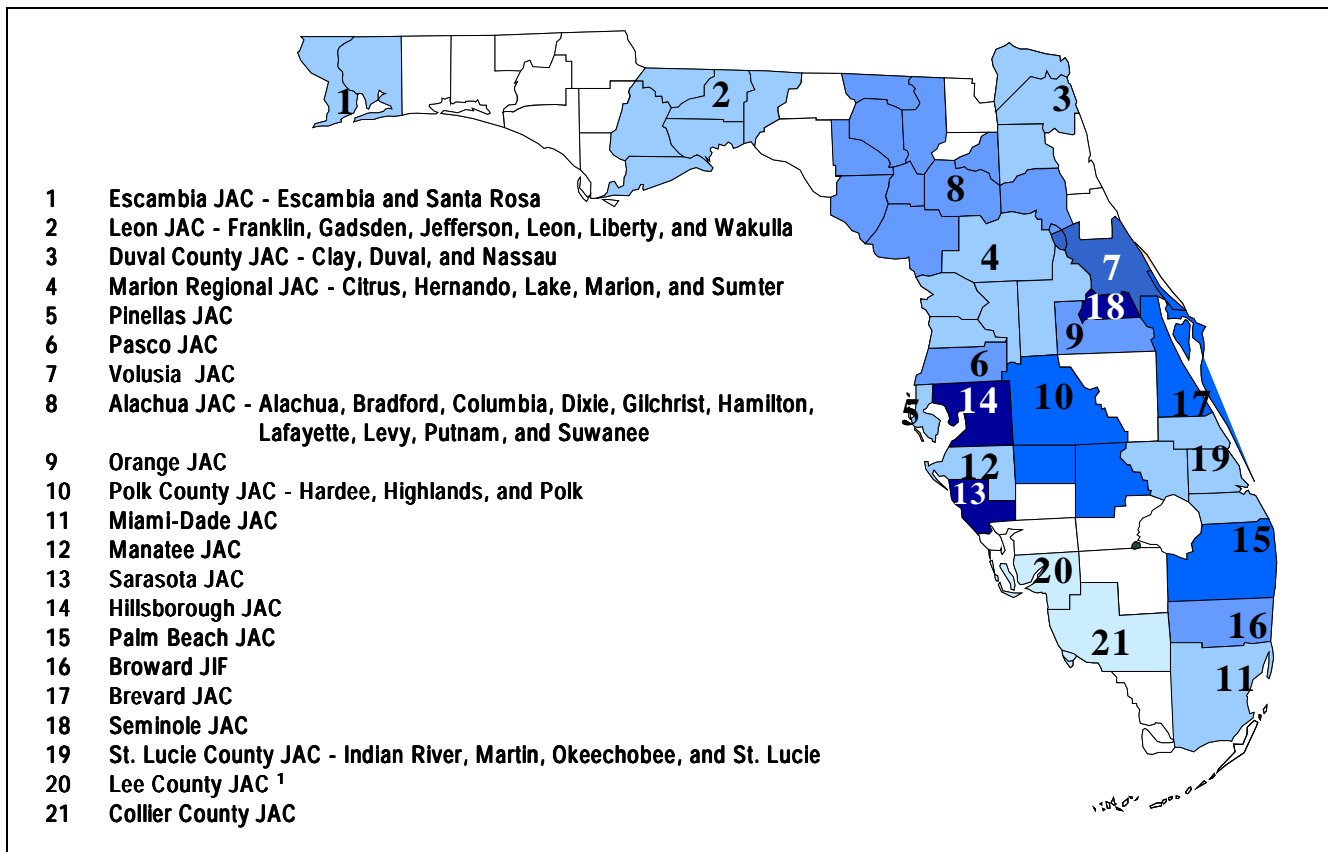 1 Escambia JAC - Escambia and Santa Rosa
2 Leon JAC - Franklin, Gadsden, Jefferson, Leon, Liberty, and Wakulla
3 Duval County JAC - Clay, Duval, and Nassau
4 Marion Regional JAC - Citrus, Hernando, Lake, Marion, and Sumter
5 Pinellas JAC
6 Pasco JAC
7 Volusia JAC
8 Alachua JAC - Alachua, Bradford, Columbia, Dixie, Gilchrist, Hamilton,
Lafayette, Levy, Putnam, and Suwanee
9 Orange JAC
10 Polk County JAC - Hardee, Highlands, and Polk
11 Miami-Dade JAC
12 Manatee JAC
13 Sarasota JAC
14 Hillsborough JAC
15 Palm Beach JAC
16 Broward JIF
17 Brevard JAC
18 Seminole JAC
19 St. Lucie County JAC - Indian River, Martin, Okeechobee, and St. Lucie
20 Lee County JAC ¹
21 Collier County JAC
1
2
3
8
4
7
18
9
6
5
14
10
17
12
19
13
15
20
16
21
11